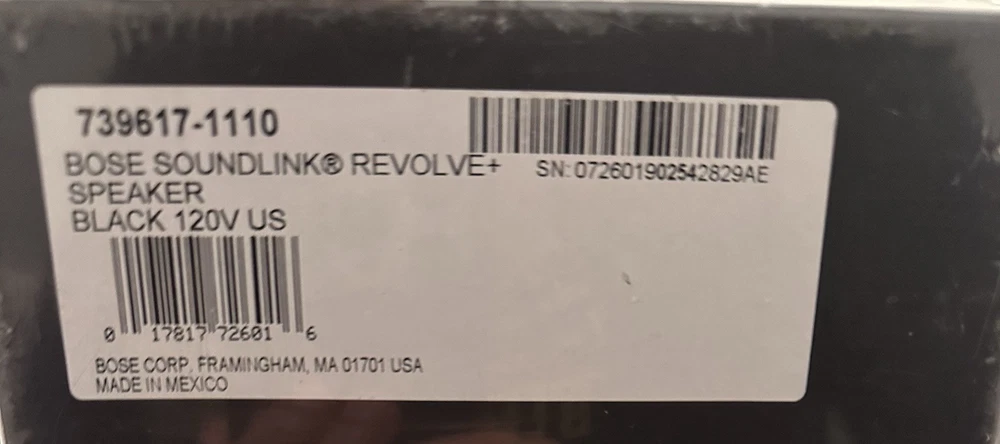 739617-1110
BOSE SOUNDLINK® REVOLVE+
SPEAKER
BLACK 120V US
SN:072601902542829AE
0 17817 72601 6
BOSE CORP. FRAMINGHAM, MA 01701 USA
MADE IN MEXICO